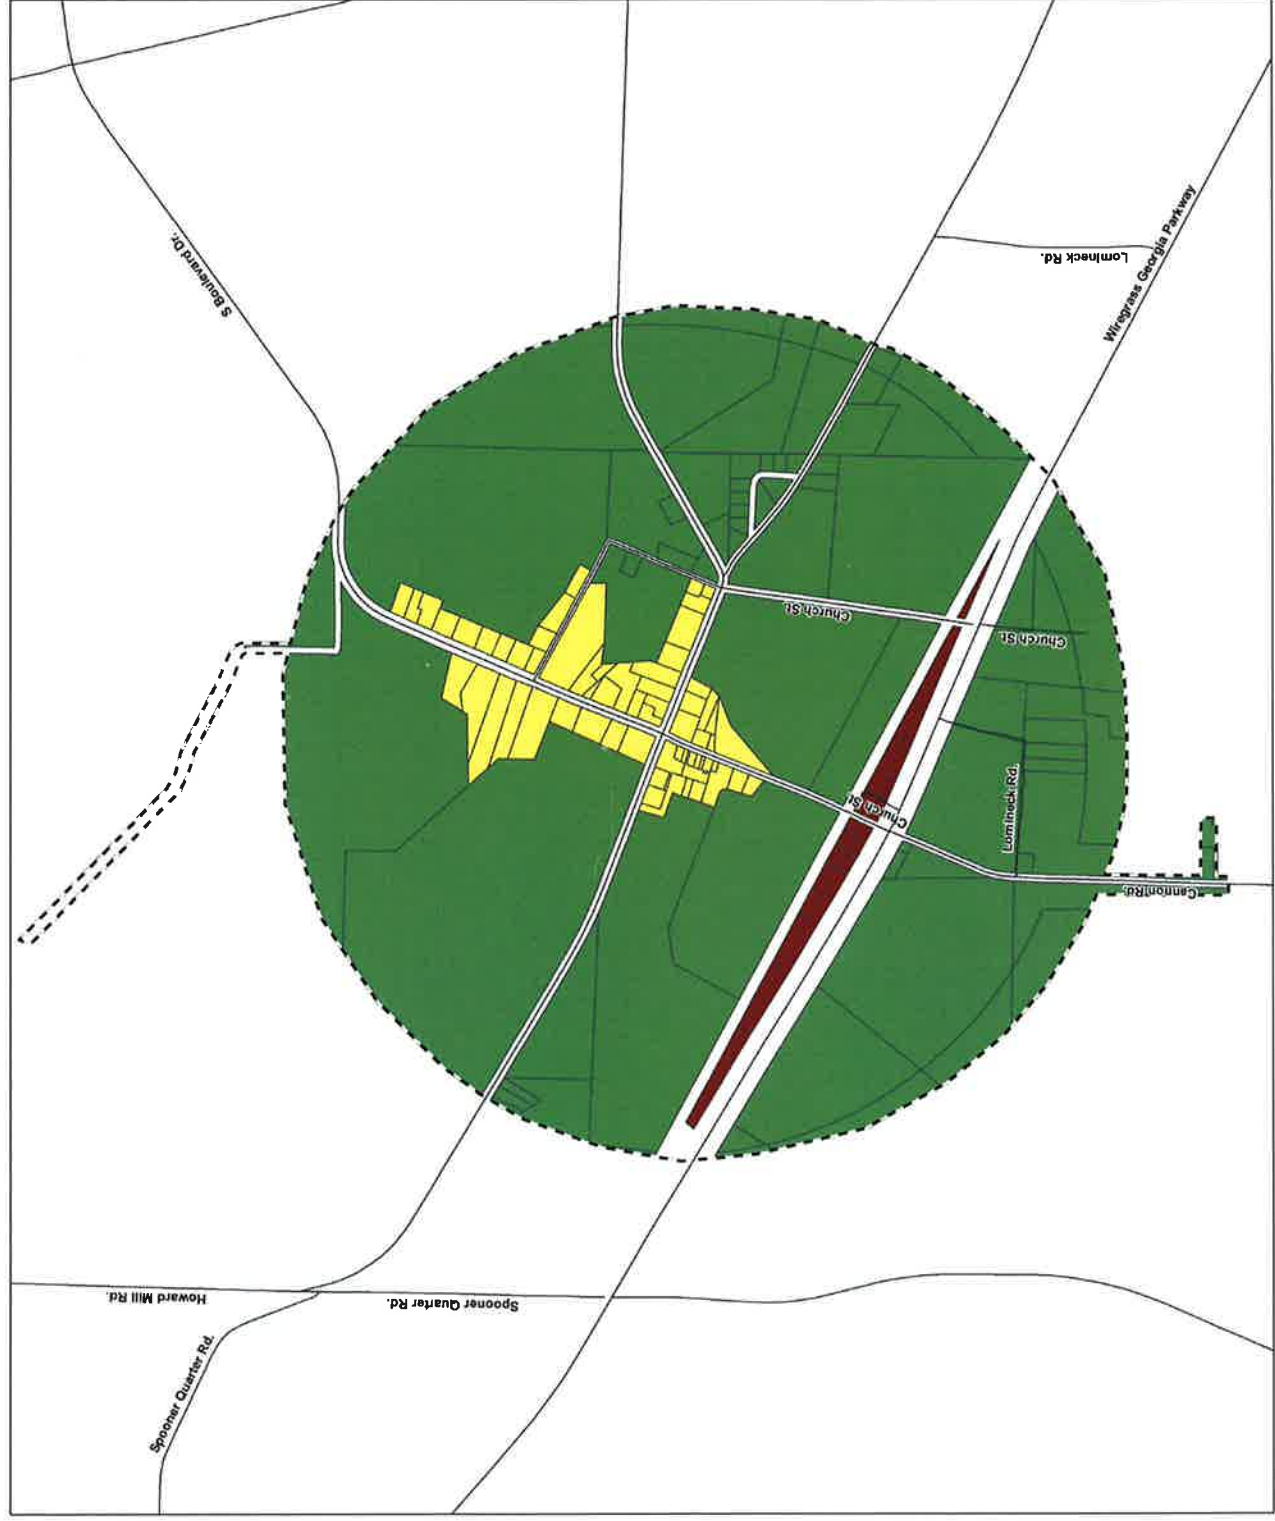 S Boulevard Dr.
Lomineck Rd.
Wiregrass Georgia Parkway
Church St.
Church St.
Church St.
Lomineck Rd.
Cannon Rd.
Howard Mill Rd.
Spooner Quarter Rd.
Spooner Quarter Rd.